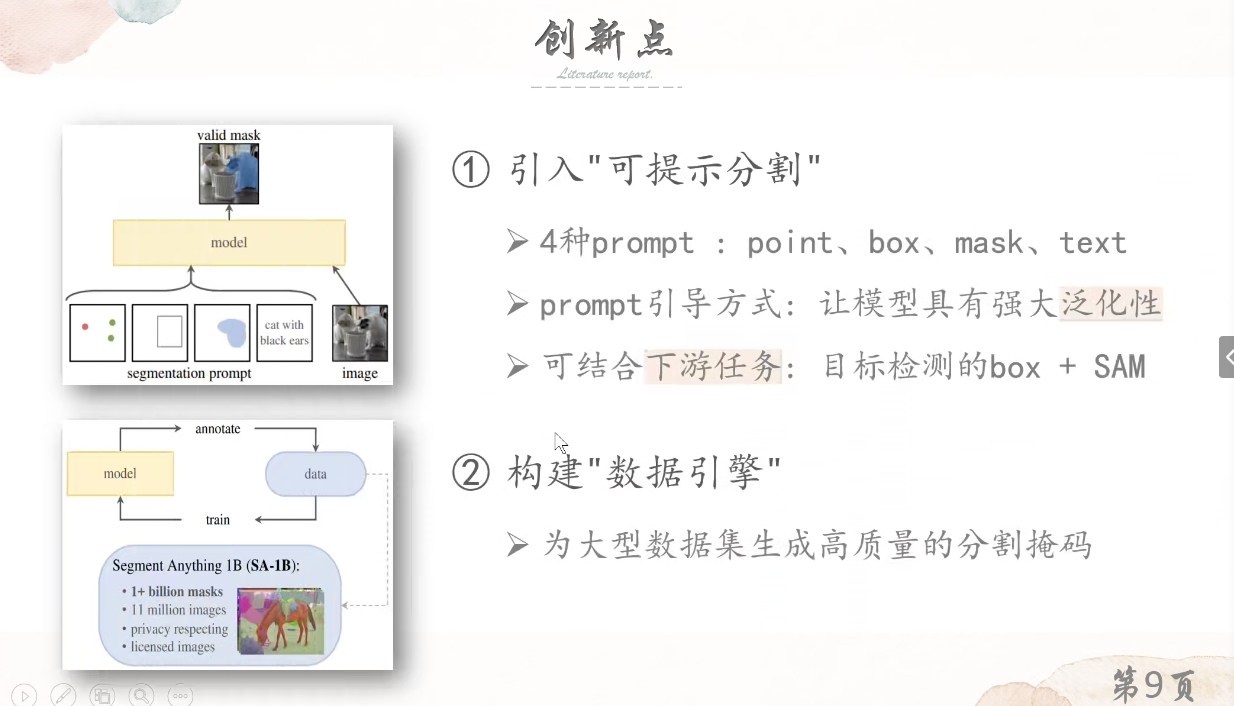 创新点
Literature report.
valid mask
model
cat with
black ears
segmentation prompt
image
annotate
model
data
train
Segment Anything 1B (SA-1B):
• 1+ billion masks
• 11 million images
• privacy respecting
• licensed images
① 引入"可提示分割"
➢ 4种prompt : point、box、mask、text
➢ prompt引导方式: 让模型具有强大泛化性
➢ 可结合下游任务: 目标检测的box + SAM
② 构建"数据引擎"
➢ 为大型数据集生成高质量的分割掩码
第9页